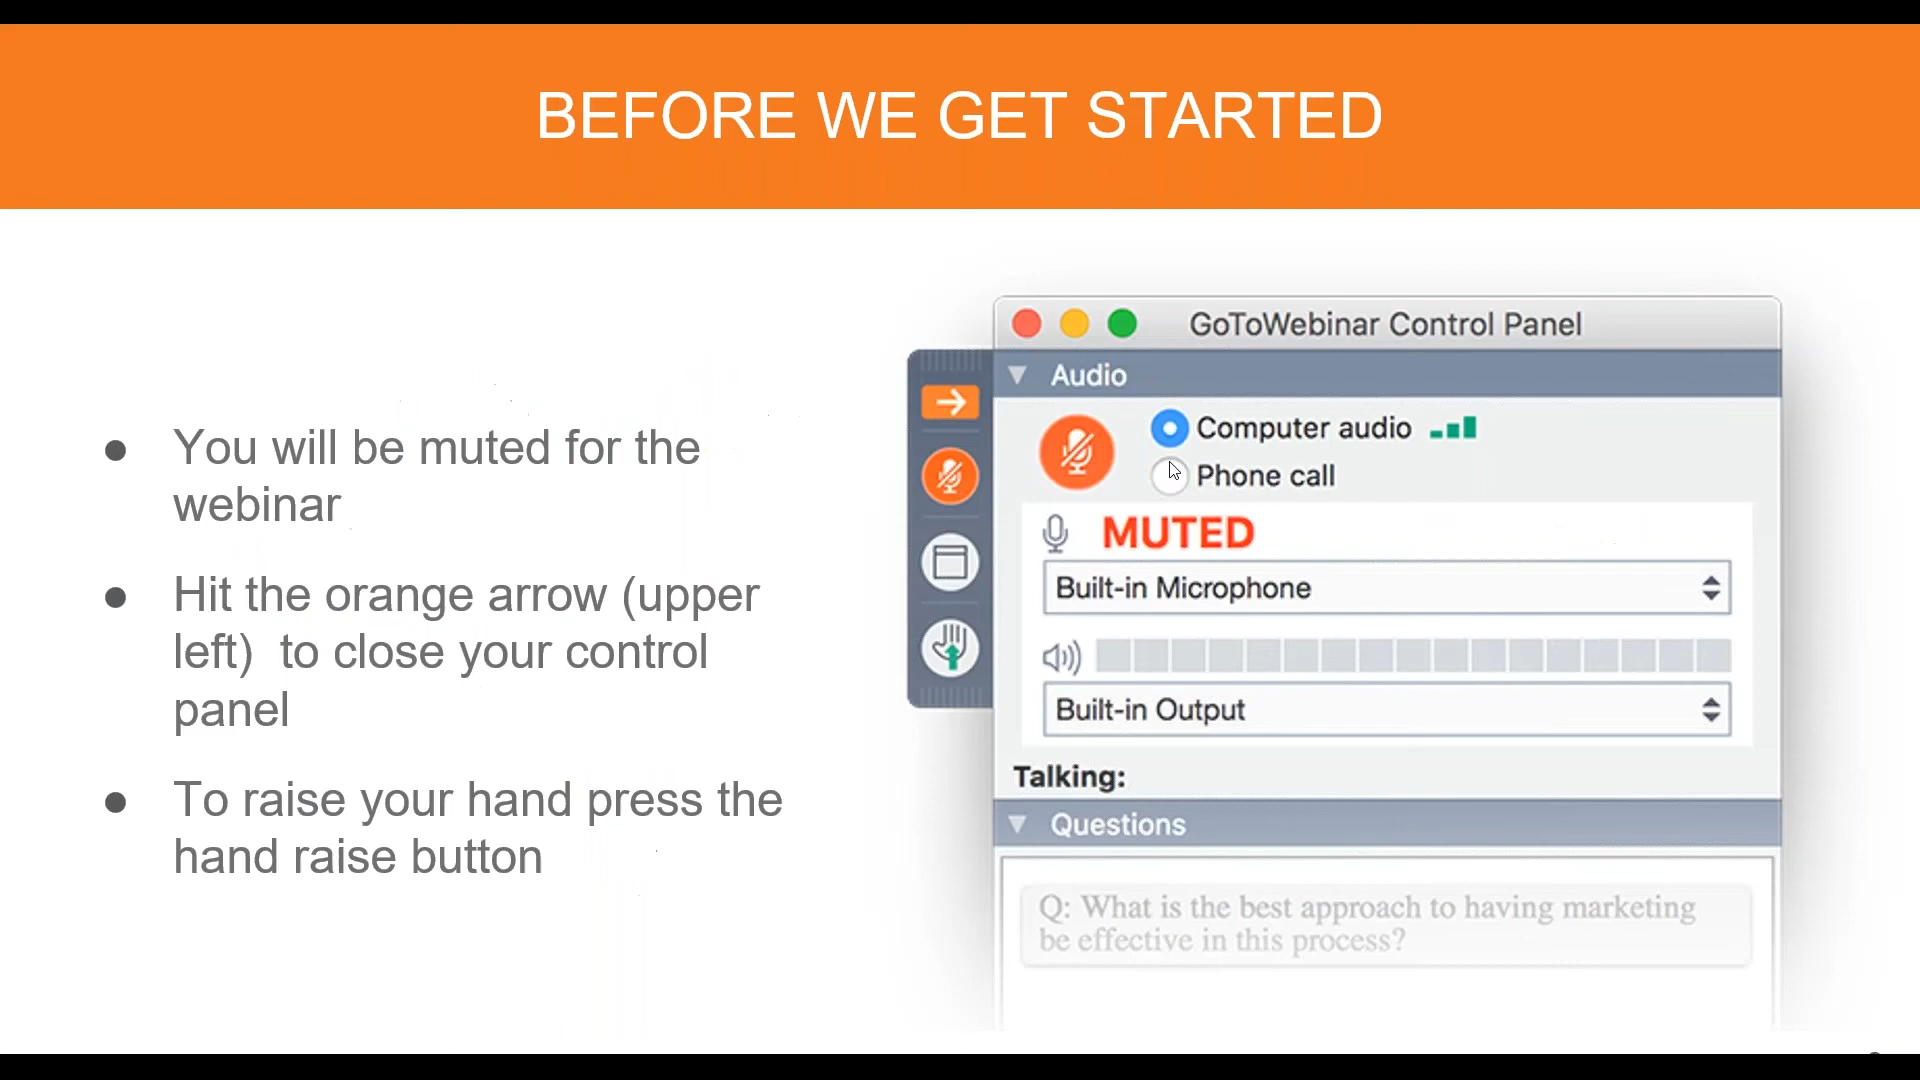 BEFORE WE GET STARTED
● You will be muted for the
webinar
● Hit the orange arrow (upper
left)  to close your control
panel
● To raise your hand press the
hand raise button
GoToWebinar Control Panel
Audio
Computer audio
Phone call
MUTED
Built-in Microphone
Built-in Output
Talking:
Questions
Q: What is the best approach to having marketing
be effective in this process?